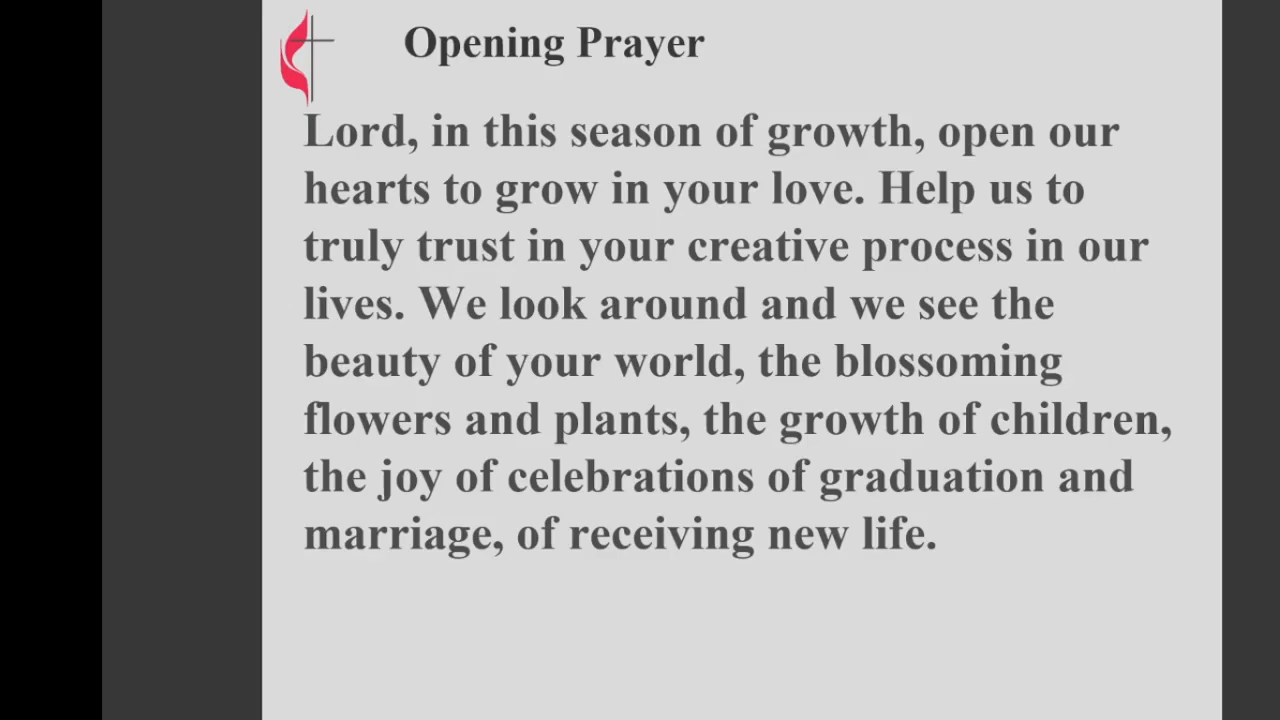 Opening Prayer
Lord, in this season of growth, open our
hearts to grow in your love. Help us to
truly trust in your creative process in our
lives. We look around and we see the
beauty of your world, the blossoming
flowers and plants, the growth of children,
the joy of celebrations of graduation and
marriage, of receiving new life.